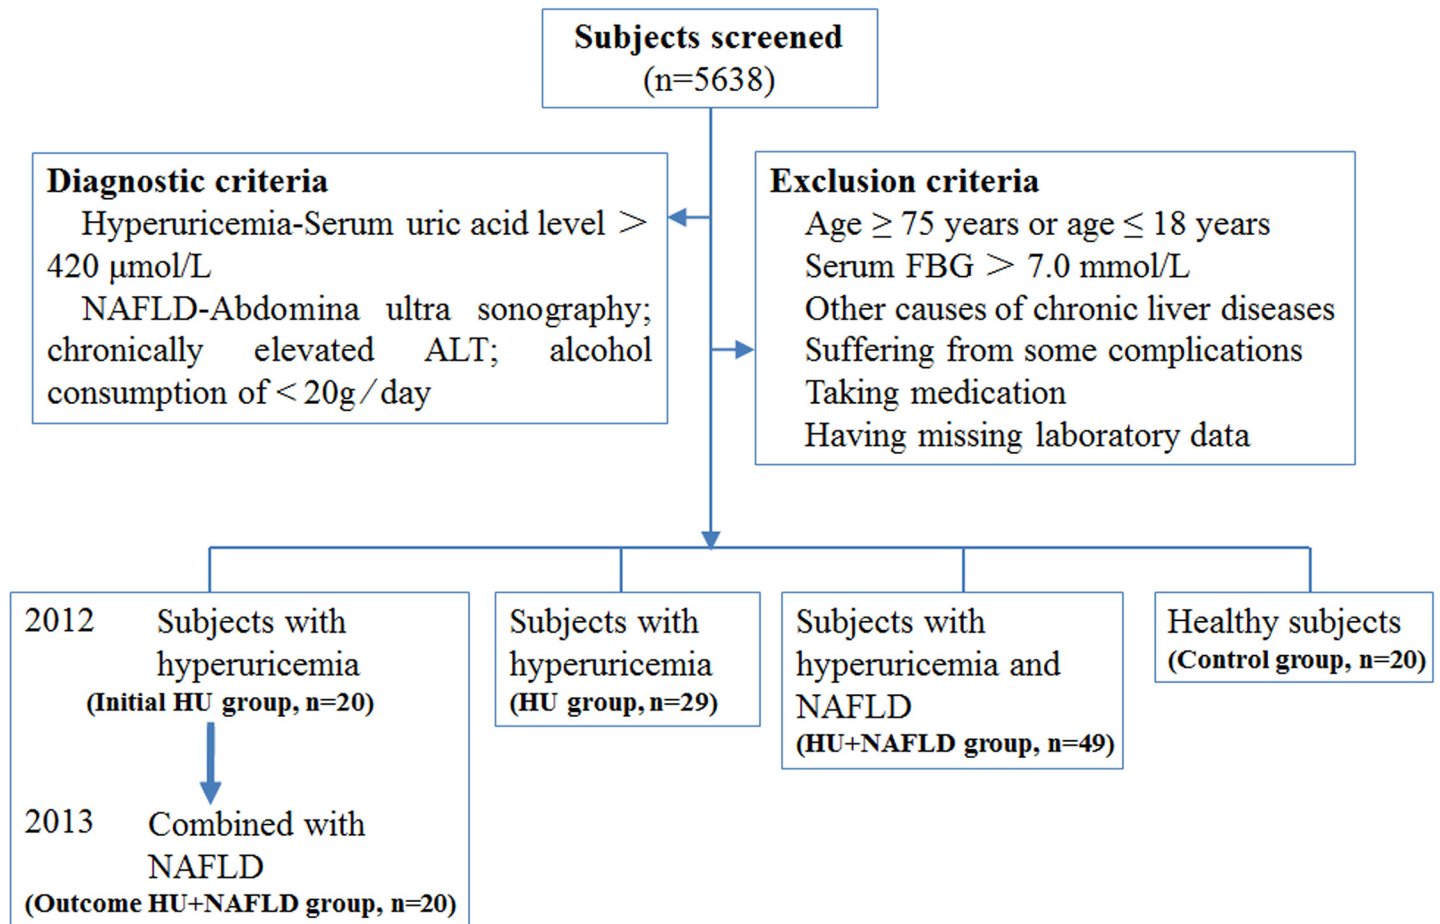 Subjects screened
(n=5638)
Diagnostic criteria
Hyperuricemia-Serum uric acid level >
420 μmol/L
NAFLD-Abdomina ultra sonography;
chronically elevated ALT; alcohol
consumption of < 20g / day
Exclusion criteria
Age ≥ 75 years or age ≤ 18 years
Serum FBG > 7.0 mmol/L
Other causes of chronic liver diseases
Suffering from some complications
Taking medication
Having missing laboratory data
2012 Subjects with
hyperuricemia
(Initial HU group, n=20)
2013 Combined with
NAFLD
(Outcome HU+NAFLD group, n=20)
Subjects with
hyperuricemia
(HU group, n=29)
Subjects with
hyperuricemia and
NAFLD
(HU+NAFLD group, n=49)
Healthy subjects
(Control group, n=20)